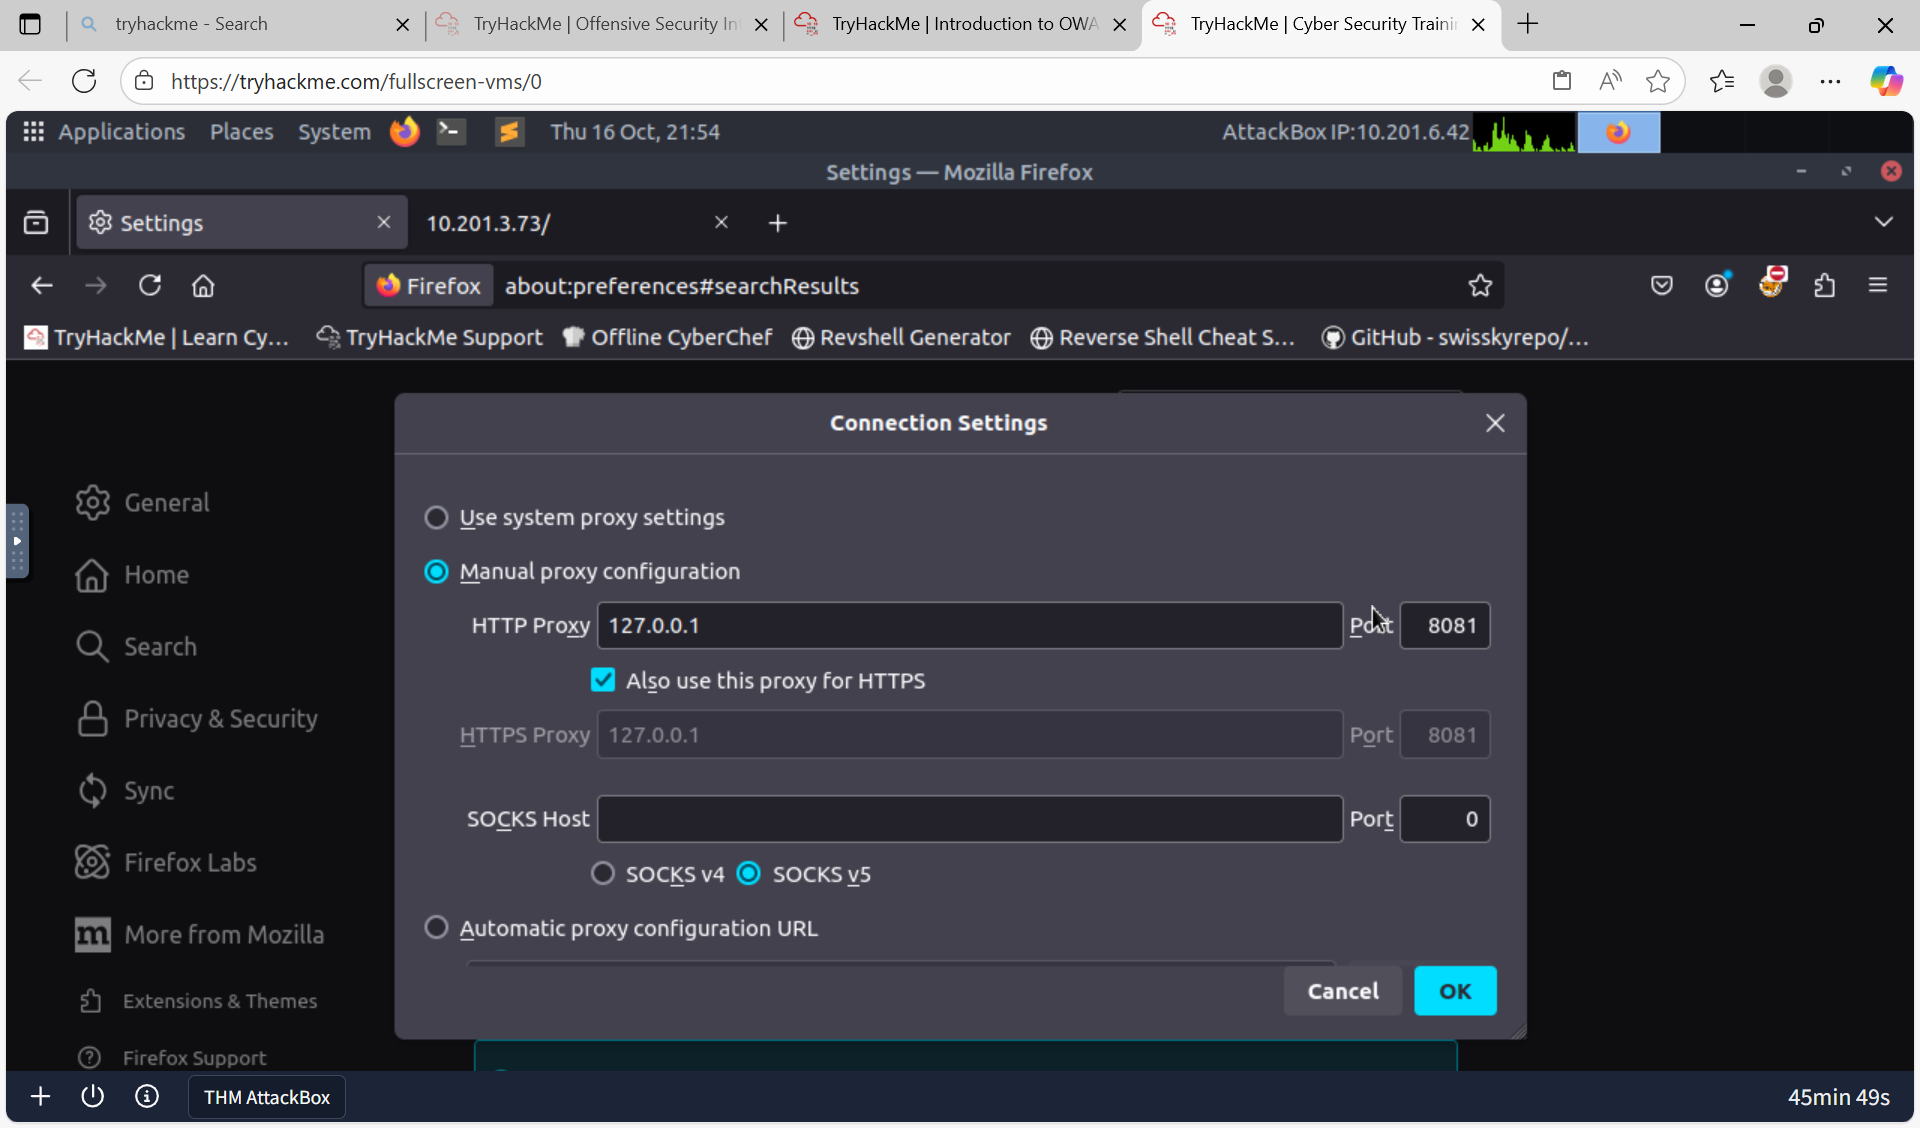 tryhackme - Search
TryHackMe | Offensive Security In
TryHackMe | Introduction to OWA
TryHackMe | Cyber Security Traini
https://tryhackme.com/fullscreen-vms/0
Applications Places System Thu 16 Oct, 21:54 AttackBox IP:10.201.6.42
Settings — Mozilla Firefox
Settings
10.201.3.73/
Firefox about:preferences#searchResults
TryHackMe | Learn Cy... TryHackMe Support Offline CyberChef Revshell Generator Reverse Shell Cheat S... GitHub - swisskyrepo/...
Connection Settings
General
Home
Search
Privacy & Security
Sync
Firefox Labs
More from Mozilla
Extensions & Themes
Firefox Support
Use system proxy settings
Manual proxy configuration
HTTP Proxy 127.0.0.1 Port 8081
Also use this proxy for HTTPS
HTTPS Proxy 127.0.0.1 Port 8081
SOCKS Host Port 0
SOCKS v4 SOCKS v5
Automatic proxy configuration URL
Cancel OK
THM AttackBox 45min 49s